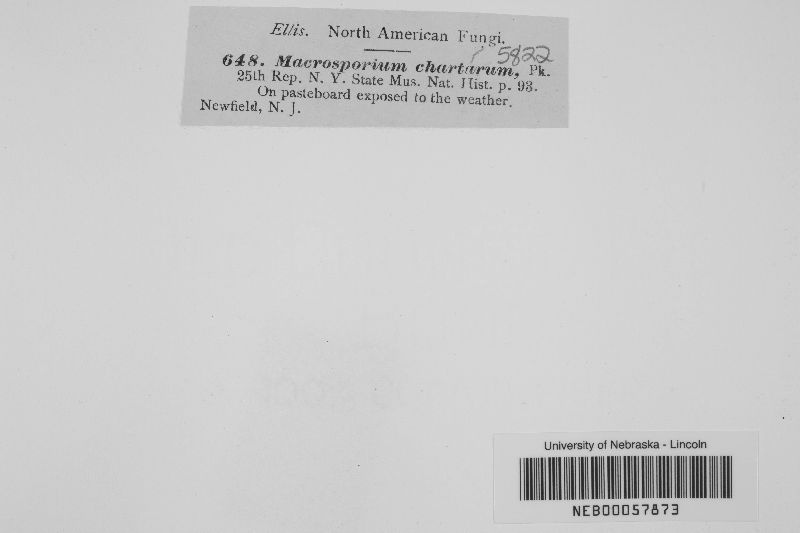 Ellis. North American Fungi.
5822
648. Macrosporium chartarum, Pk.
25th Rep. N. Y. State Mus. Nat. Hist. p. 93.
On pasteboard exposed to the weather.
Newfield, N. J.
University of Nebraska - Lincoln
NEB00057873